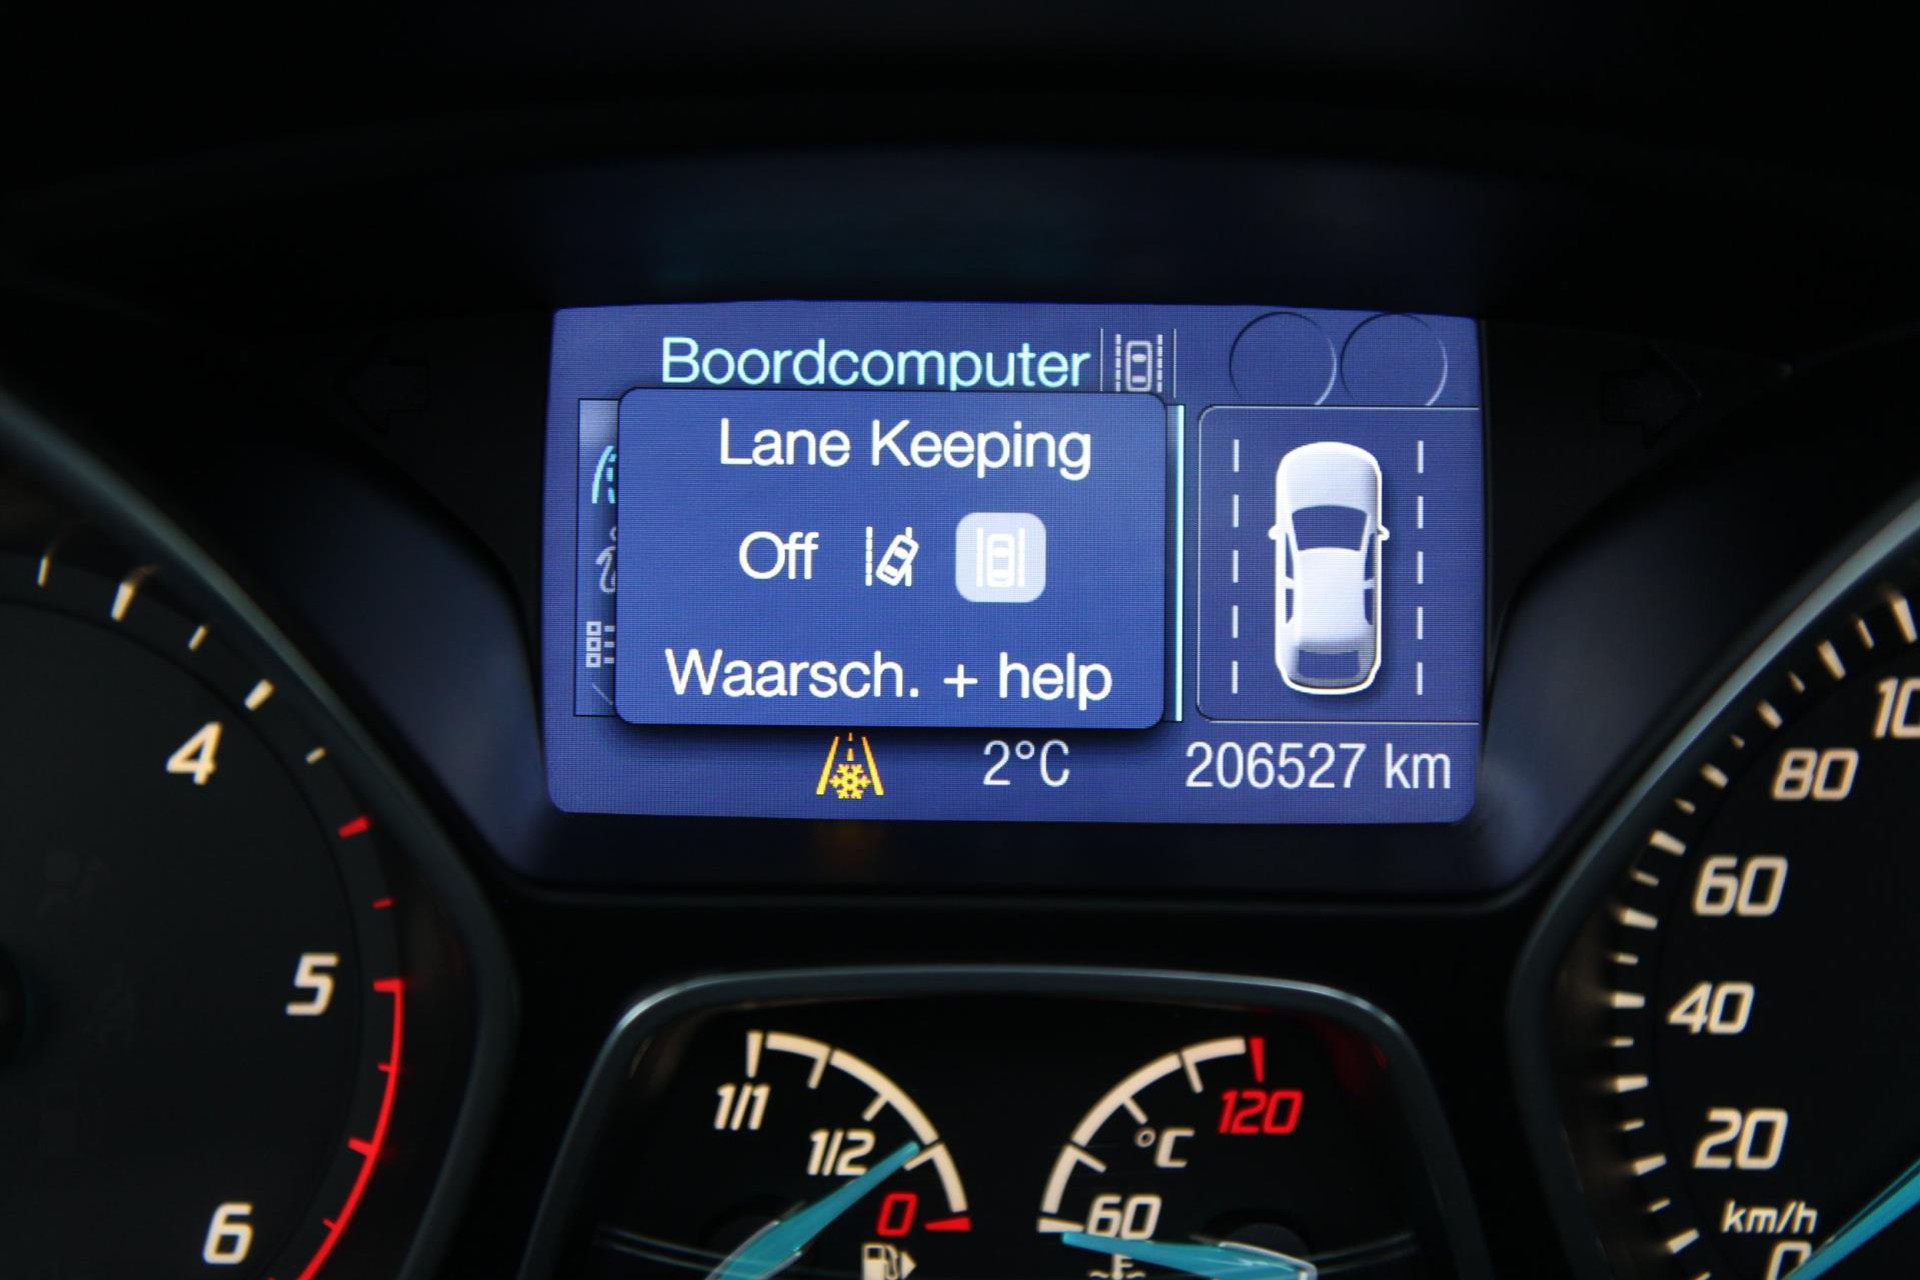 Boordcomputer
Lane Keeping
Off
Waarsch. + help
2°C 206527 km
4
5
6
1/1
1/2
0
°C
120
60
80
60
40
20
km/h
0